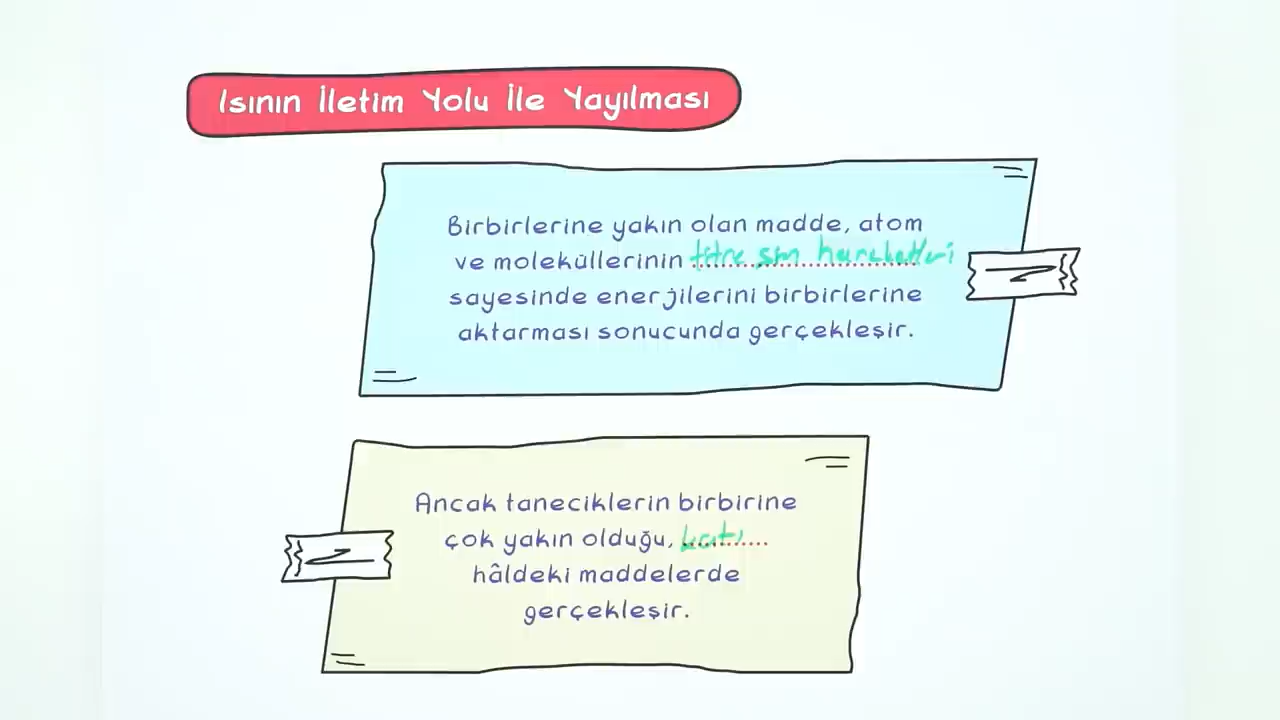 Isının İletim Yolu İle Yayılması
Birbirlerine yakın olan madde, atom
ve moleküllerinin titreşim hareketleri
sayesinde enerjilerini birbirlerine
aktarması sonucunda gerçekleşir.
Ancak taneciklerin birbirine
çok yakın olduğu, katı
hâldeki maddelerde
gerçekleşir.